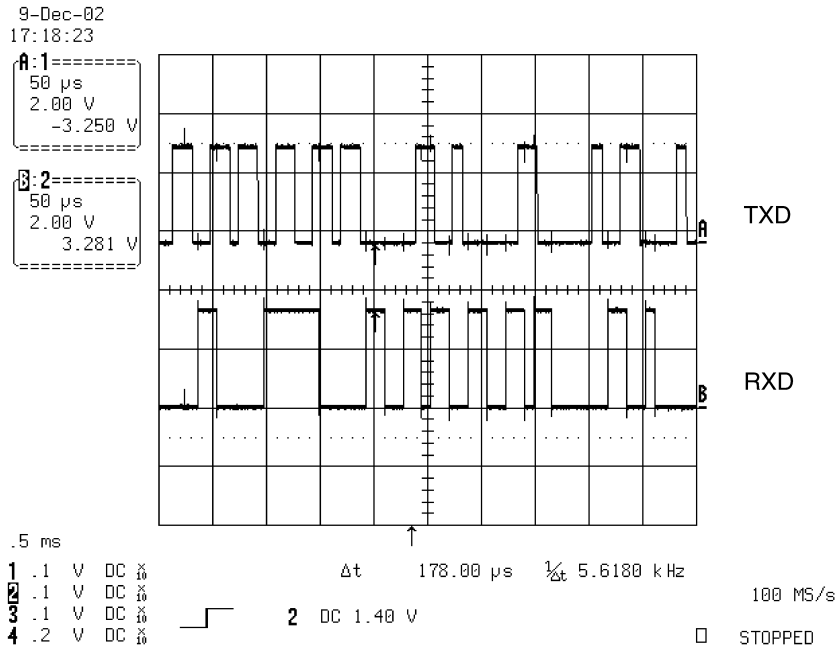 9-Dec-02
17:18:23
A:1
50 µs
2.00 V
-3.250 V
B:2
50 µs
2.00 V
3.281 V
A
TXD
B
RXD
.5 ms
1 .1 V DC X10
2 .1 V DC X10
3 .1 V DC X10
4 .2 V DC X10
Δt 178.00 µs 1/Δt 5.6180 kHz
2 DC 1.40 V
100 MS/s
STOPPED